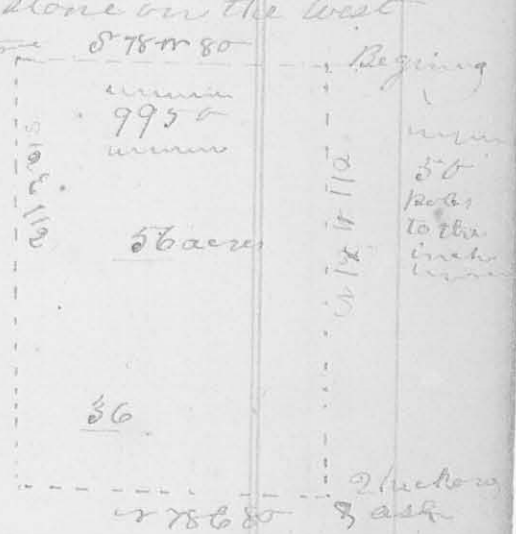 stone on the west
S 78 W 80
Begining
9950
50
poles
to the
inch
S 12 E 112
N 12 W 112
56 acres
36
2 hickory
N 78 E 80 & ash